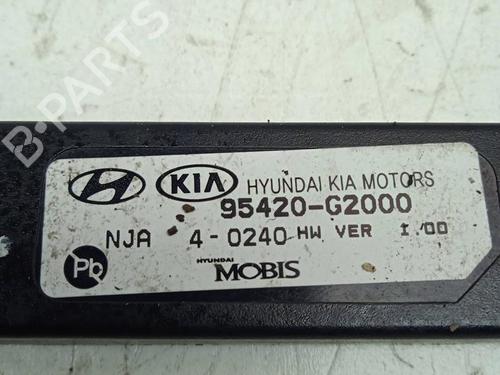 KIA HYUNDAI KIA MOTORS
95420-G2000
NJA 4-0240 HW VER 1.00
Pb
HYUNDAI
MOBIS
B-PARTS